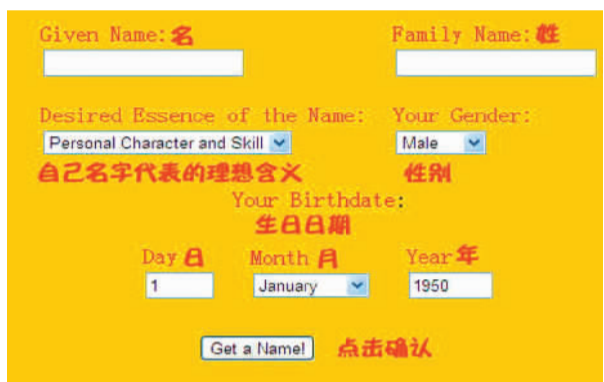 Given Name: 名 Family Name: 姓
Desired Essence of the Name: Your Gender:
Personal Character and Skill Male
自己名字代表的理想含义 性别
Your Birthdate:
生日日期
Day 日 Month 月 Year 年
1 January 1950
Get a Name! 点击确认